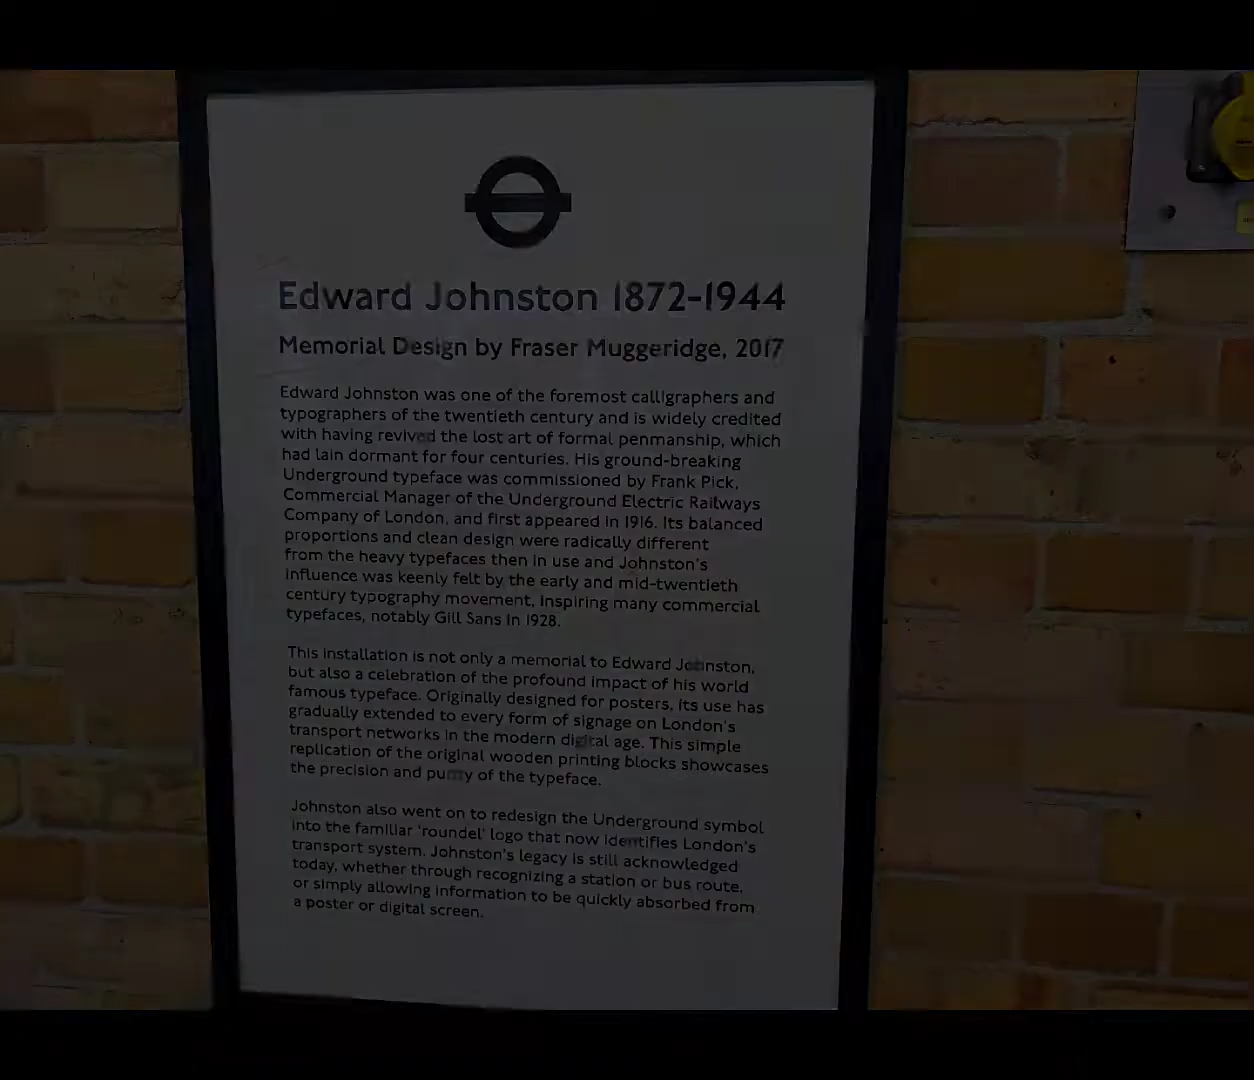 Edward Johnston 1872-1944
Memorial Design by Fraser Muggeridge, 2017
Edward Johnston was one of the foremost calligraphers and
typographers of the twentieth century and is widely credited
with having revived the lost art of formal penmanship, which
had lain dormant for four centuries. His ground-breaking
Underground typeface was commissioned by Frank Pick,
Commercial Manager of the Underground Electric Railways
Company of London, and first appeared in 1916. Its balanced
proportions and clean design were radically different
from the heavy typefaces then in use and Johnston's
influence was keenly felt by the early and mid-twentieth
century typography movement, inspiring many commercial
typefaces, notably Gill Sans in 1928.
This installation is not only a memorial to Edward Johnston,
but also a celebration of the profound impact of his world
famous typeface. Originally designed for posters, its use has
gradually extended to every form of signage on London's
transport networks in the modern digital age. This simple
replication of the original wooden printing blocks showcases
the precision and purity of the typeface.
Johnston also went on to redesign the Underground symbol
into the familiar 'roundel' logo that now identifies London's
transport system. Johnston's legacy is still acknowledged
today, whether through recognizing a station or bus route,
or simply allowing information to be quickly absorbed from
a poster or digital screen.